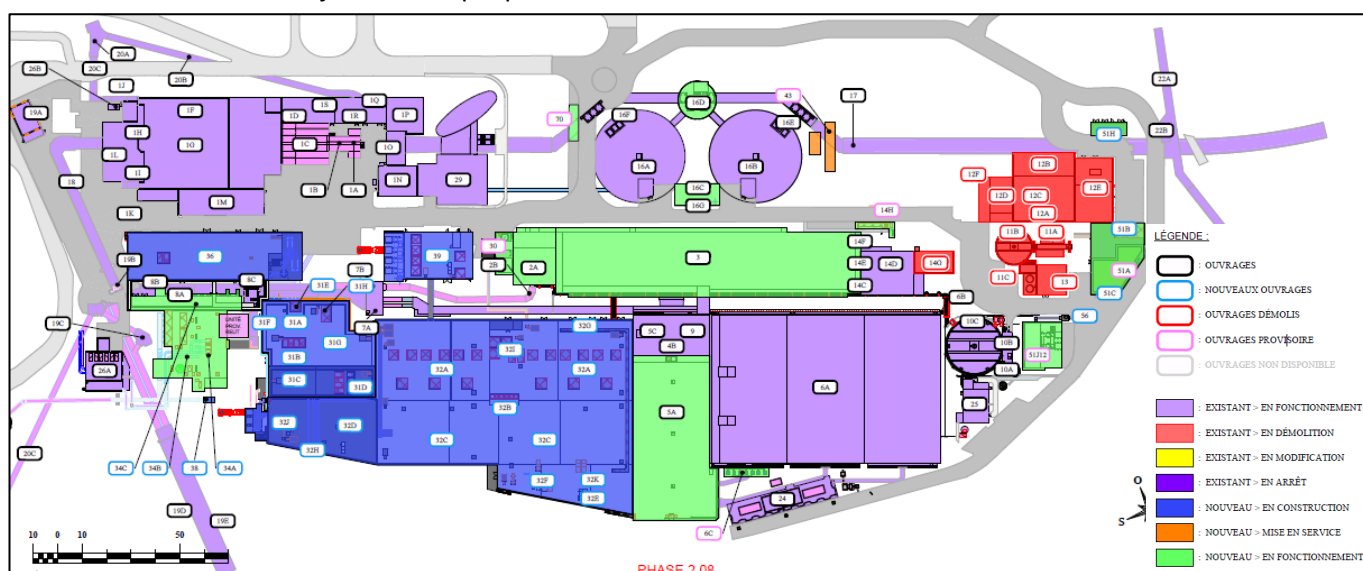 20A
20C
20B
26B
1J
19A
1F
1S
1Q
1D
1R
1P
1H
1G
1C
1O
1L
1I
1B
1A
1N
29
1M
18
1K
70
16F
16D
16E
43
17
16A
16B
16C
16G
22A
22B
51H
12B
12F
12D
12C
12E
12A
11B
11A
11C
13
51B
51A
51C
14H
14F
14E
14D
14G
14C
36
39
30
2B
2A
3
19B
8B
8A
8C
7B
31E
31H
7A
31F
31A
31G
31B
31C
31D
UNITÉ
PROV.
19C
26A
34C
34B
38
34A
20C
19D
19E
32G
32I
32A
32A
32B
32C
32C
32J
32D
32H
32F
32K
32E
5C
9
4B
5A
6A
6B
6C
24
10C
10B
10A
25
56
51J12
LÉGENDE :
: OUVRAGES
: NOUVEAUX OUVRAGES
: OUVRAGES DÉMOLIS
: OUVRAGES PROVISOIRE
: OUVRAGES NON DISPONIBLE
: EXISTANT > EN FONCTIONNEMENT
: EXISTANT > EN DÉMOLITION
: EXISTANT > EN MODIFICATION
: EXISTANT > EN ARRÊT
: NOUVEAU > EN CONSTRUCTION
: NOUVEAU > MISE EN SERVICE
: NOUVEAU > EN FONCTIONNEMENT
O
S
10 0 10 50
PHASE 2.08